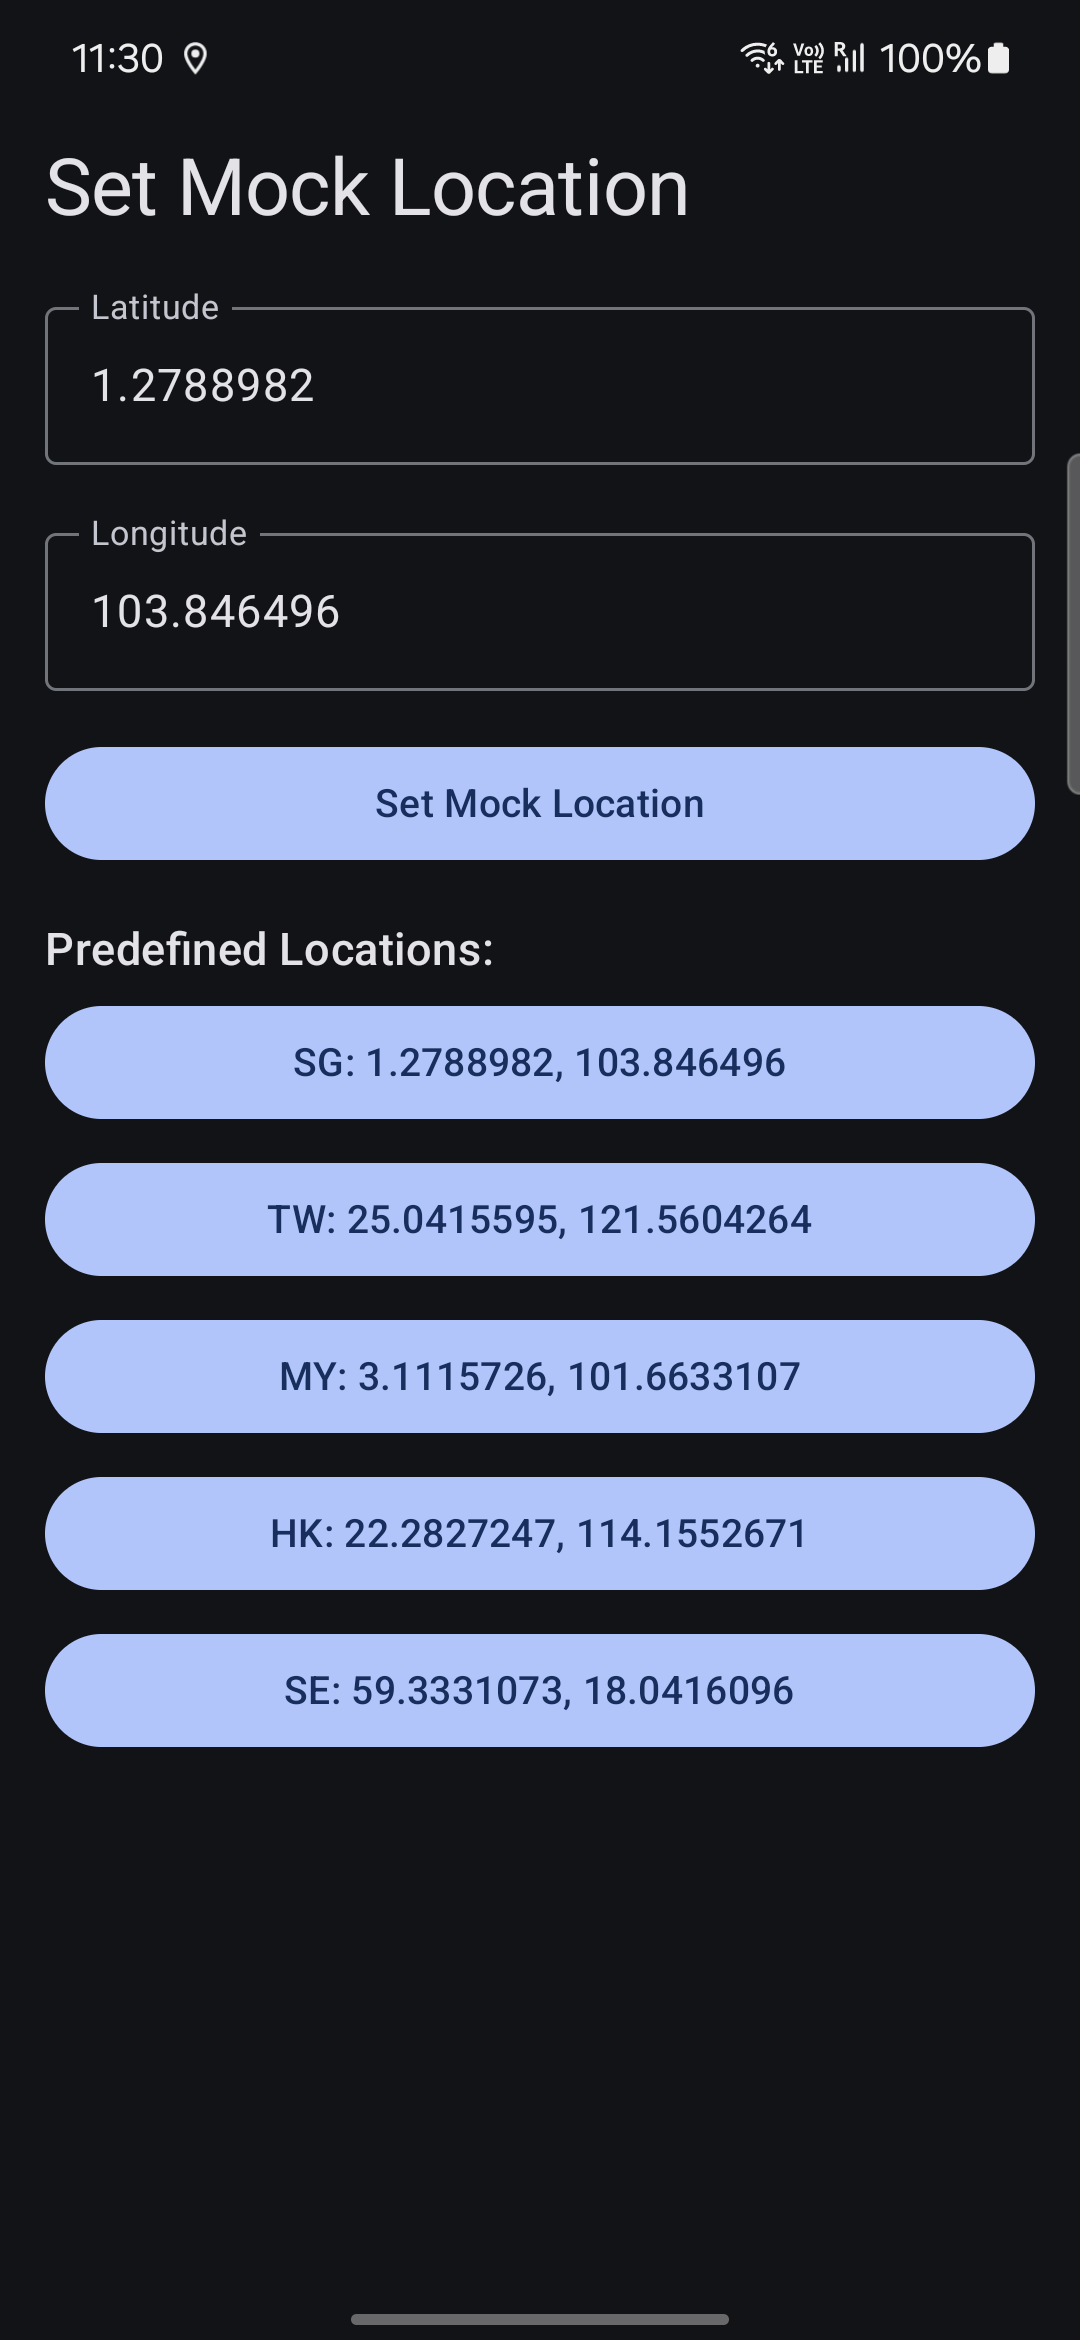 11:30
6 Vo)) LTE R 100%
Set Mock Location
Latitude
1.2788982
Longitude
103.846496
Set Mock Location
Predefined Locations:
SG: 1.2788982, 103.846496
TW: 25.0415595, 121.5604264
MY: 3.1115726, 101.6633107
HK: 22.2827247, 114.1552671
SE: 59.3331073, 18.0416096